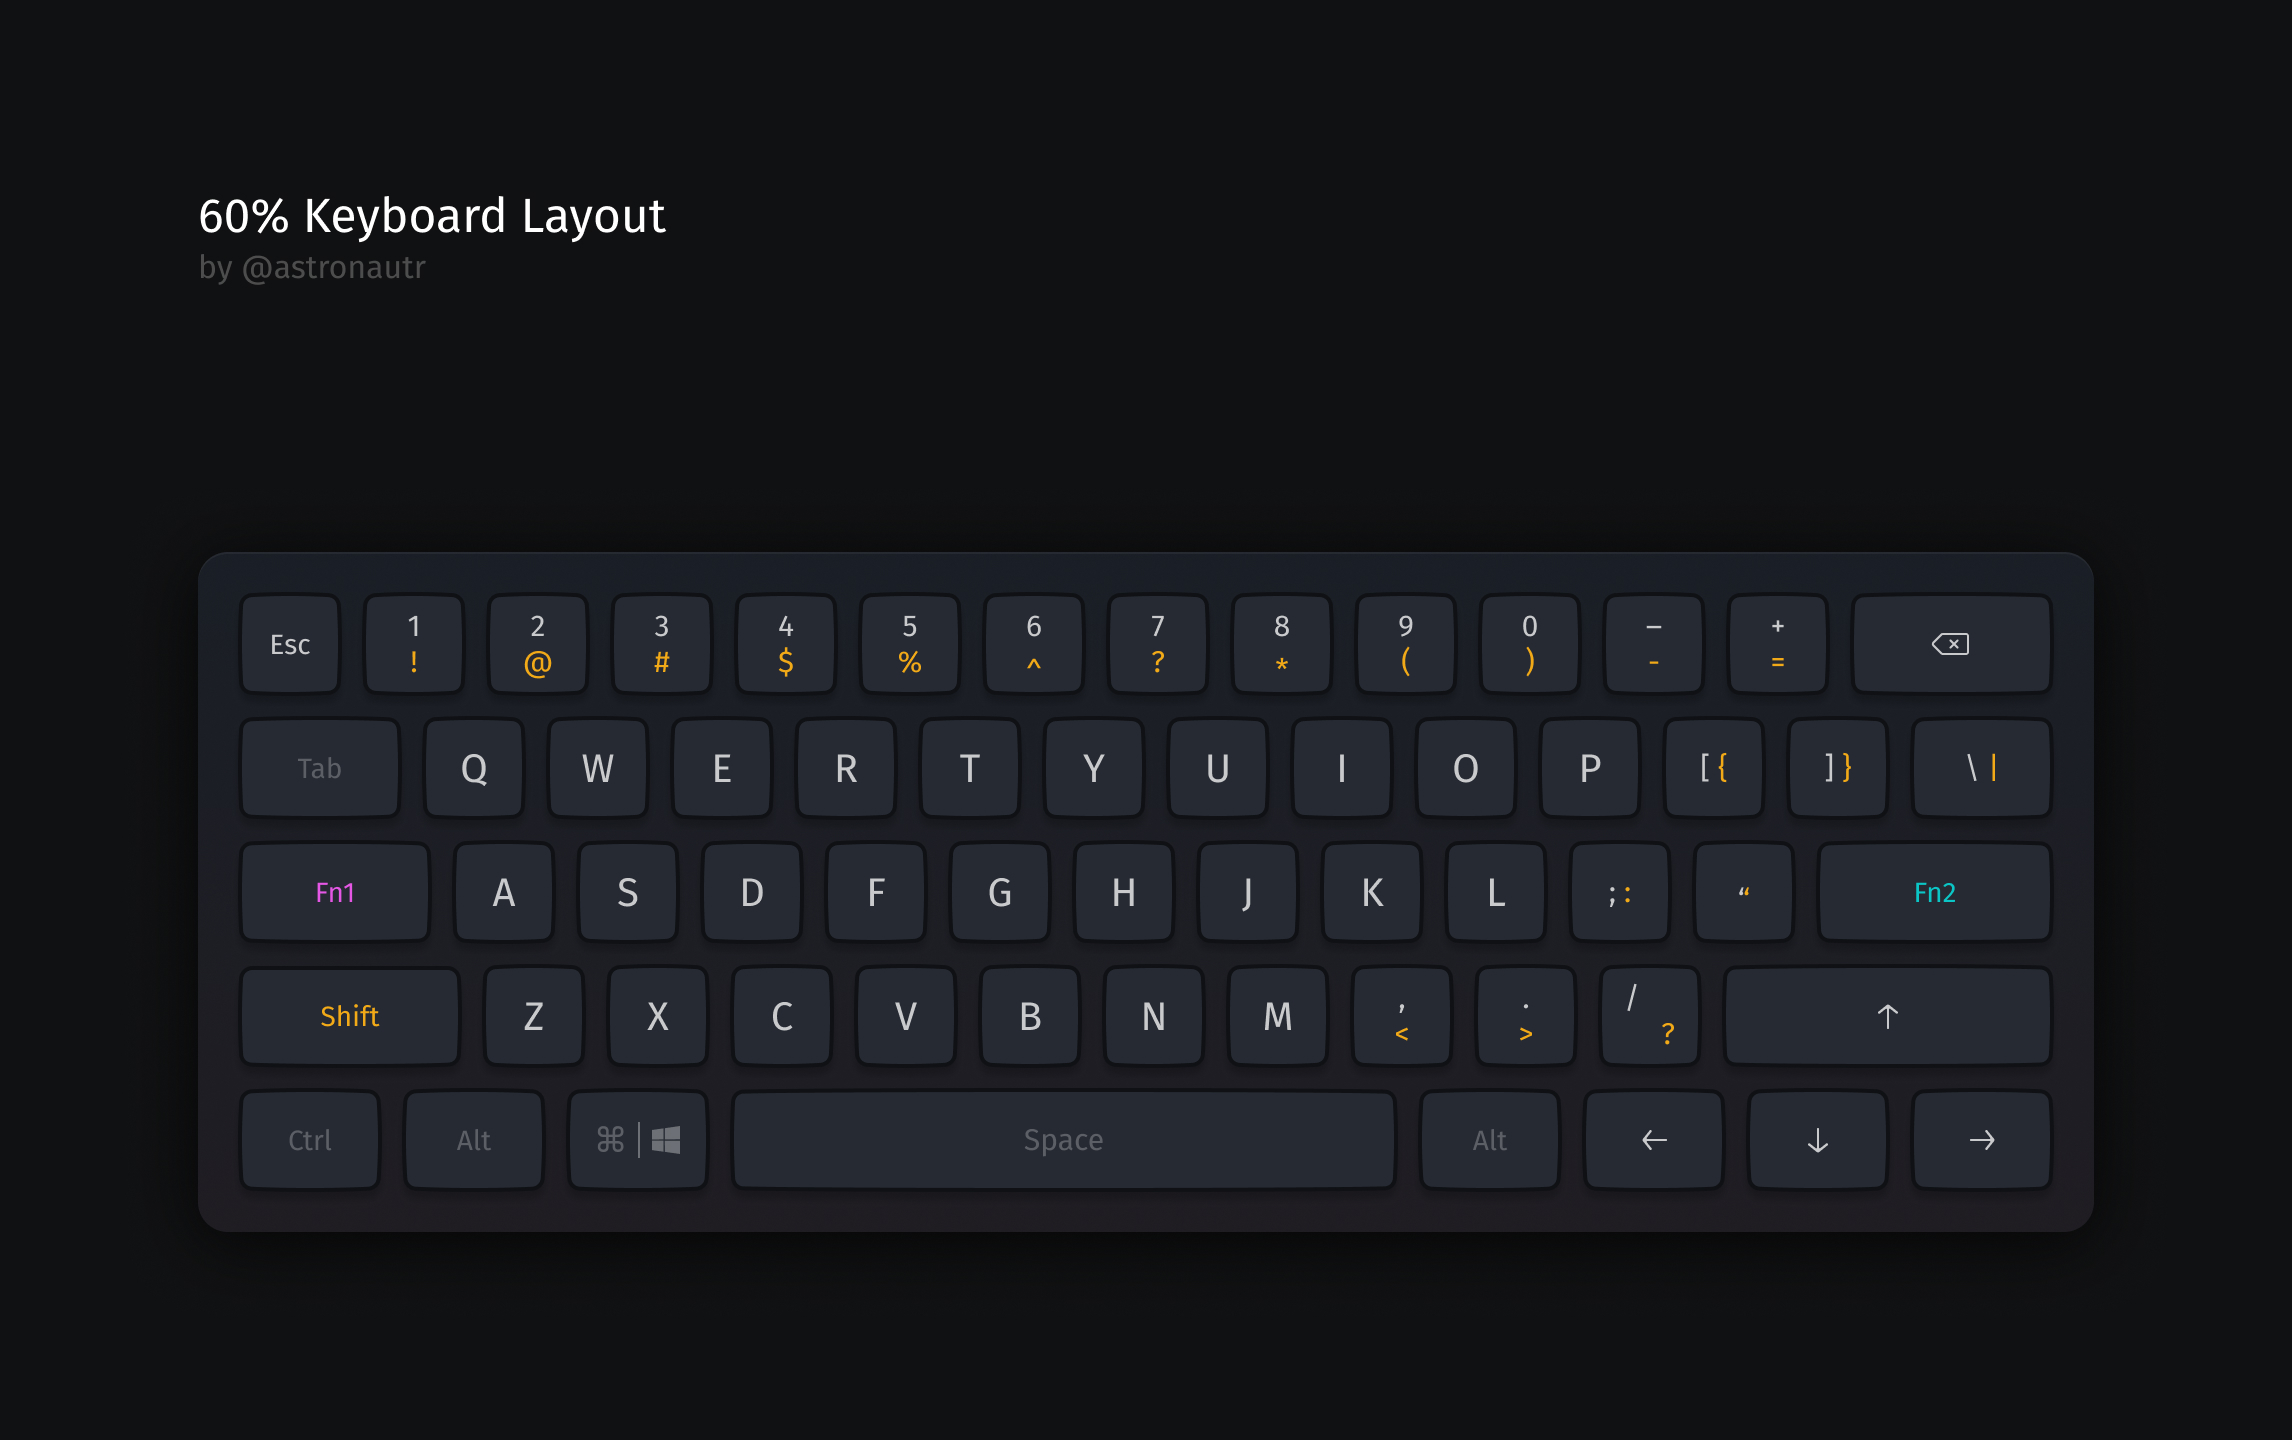 60% Keyboard Layout
by @astronautr
Esc 1 2 3 4 5 6 7 8 9 0 – +
! @ # $ % ^ ? * ( ) - =
Tab Q W E R T Y U I O P [ { ] } \ |
Fn1 A S D F G H J K L ; : “ Fn2
Shift Z X C V B N M , . / ↑
< > ?
Ctrl Alt ⌘ | Space Alt ← ↓ →